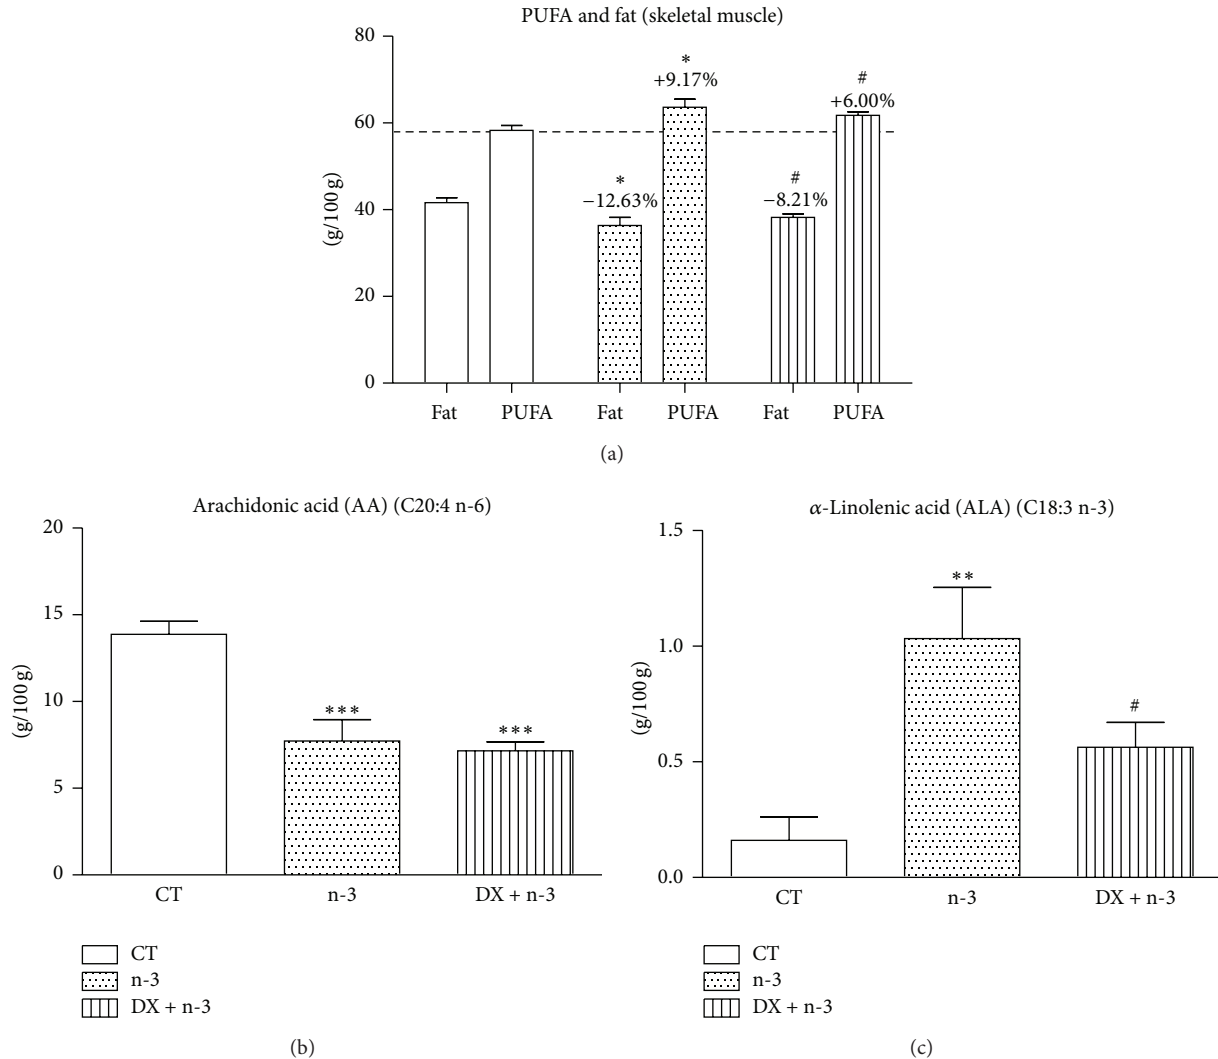 PUFA and fat (skeletal muscle)
(g/100 g)
80
60
40
20
0
*
+9.17%
#
+6.00%
*
−12.63%
#
−8.21%
Fat PUFA Fat PUFA Fat PUFA
(a)
Arachidonic acid (AA) (C20:4 n-6)
(g/100 g)
20
15
10
5
0
***
***
CT n-3 DX + n-3
CT
n-3
DX + n-3
(b)
α-Linolenic acid (ALA) (C18:3 n-3)
(g/100 g)
1.5
1.0
0.5
0.0
**
#
CT n-3 DX + n-3
CT
n-3
DX + n-3
(c)